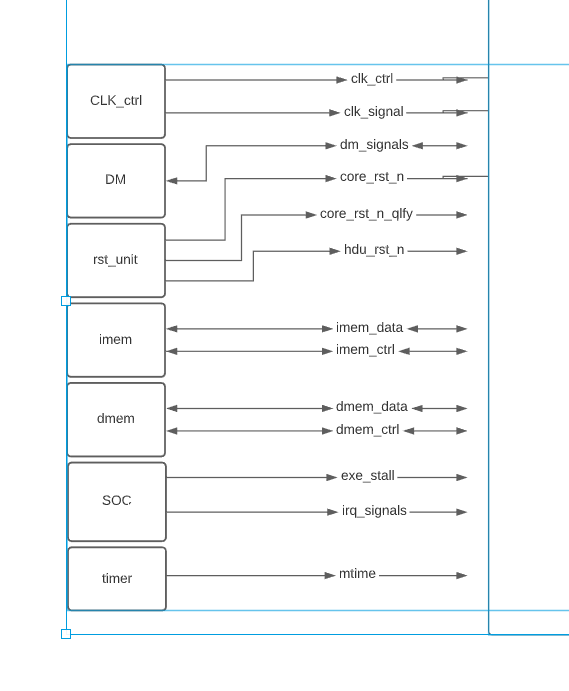 CLK_ctrl
clk_ctrl
clk_signal
DM
dm_signals
core_rst_n
rst_unit
core_rst_n_qlfy
hdu_rst_n
imem
imem_data
imem_ctrl
dmem
dmem_data
dmem_ctrl
SOC
exe_stall
irq_signals
timer
mtime